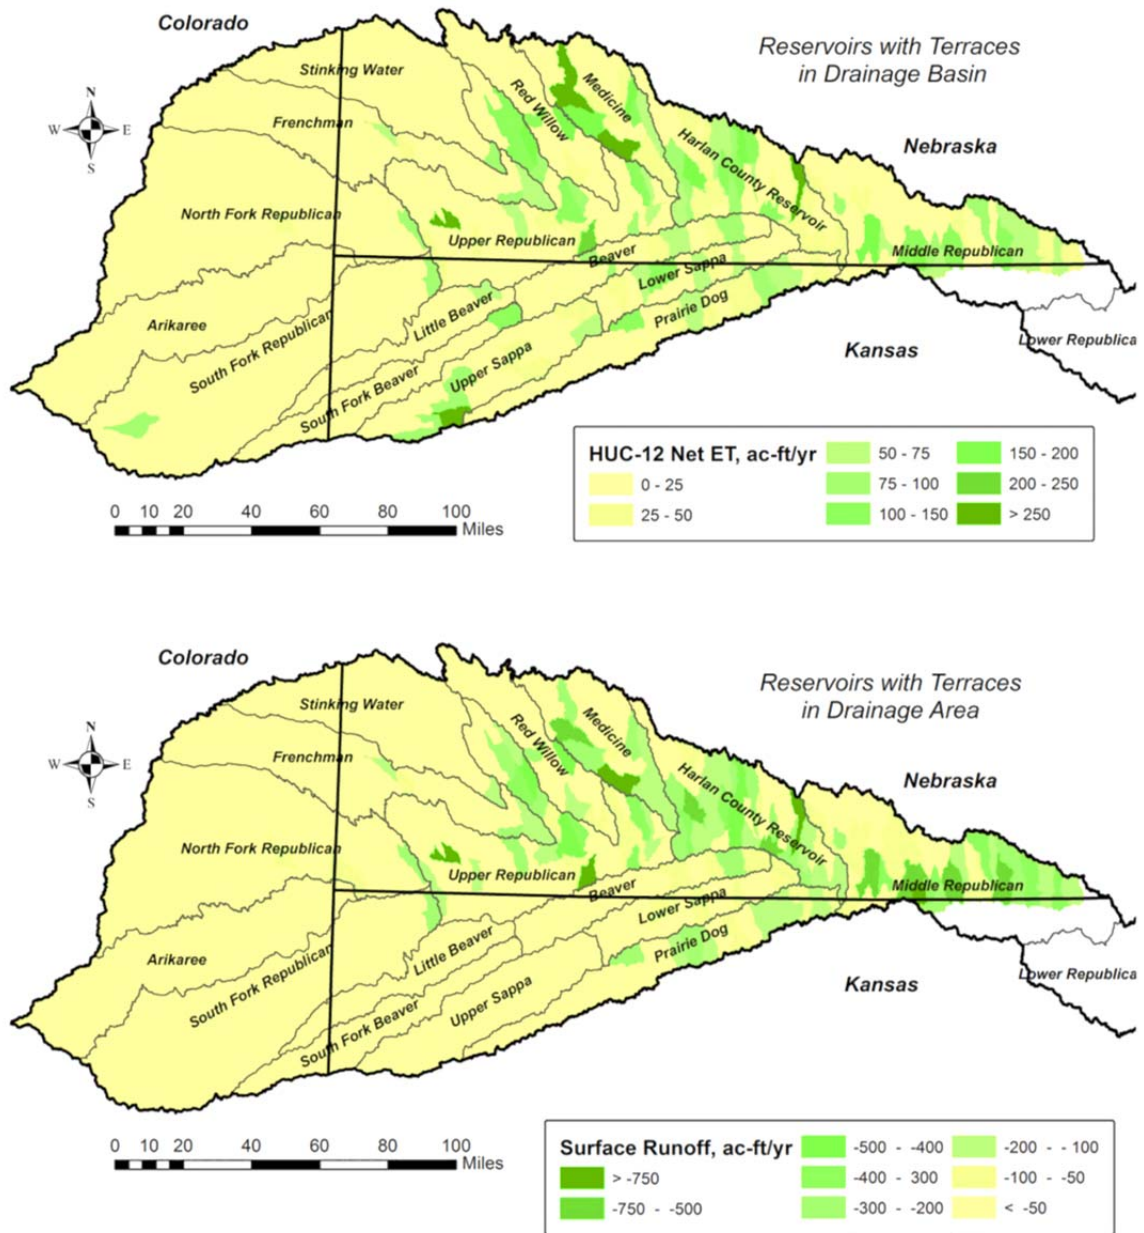 Colorado
Reservoirs with Terraces
in Drainage Basin
Stinking Water
Medicine
Red Willow
N
W E
S
Frenchman
Harlan County Reservoir
Nebraska
North Fork Republican
Upper Republican
Beaver
Middle Republican
Lower Sappa
Little Beaver
Prairie Dog
Arikaree
South Fork Republican
Lower Republica
Kansas
Upper Sappa
South Fork Beaver
HUC-12 Net ET, ac-ft/yr
0 - 25
25 - 50
50 - 75
75 - 100
100 - 150
150 - 200
200 - 250
> 250
0 10 20 40 60 80 100
Miles
Colorado
Reservoirs with Terraces
in Drainage Area
Stinking Water
Medicine
Red Willow
N
W E
S
Frenchman
Harlan County Reservoir
Nebraska
North Fork Republican
Upper Republican
Beaver
Middle Republican
Lower Sappa
Little Beaver
Prairie Dog
Arikaree
South Fork Republican
Lower Republica
Kansas
Upper Sappa
South Fork Beaver
0 10 20 40 60 80 100
Miles
Surface Runoff, ac-ft/yr
> -750
-750 - -500
-500 - -400
-400 - 300
-300 - -200
-200 - - 100
-100 - -50
< -50